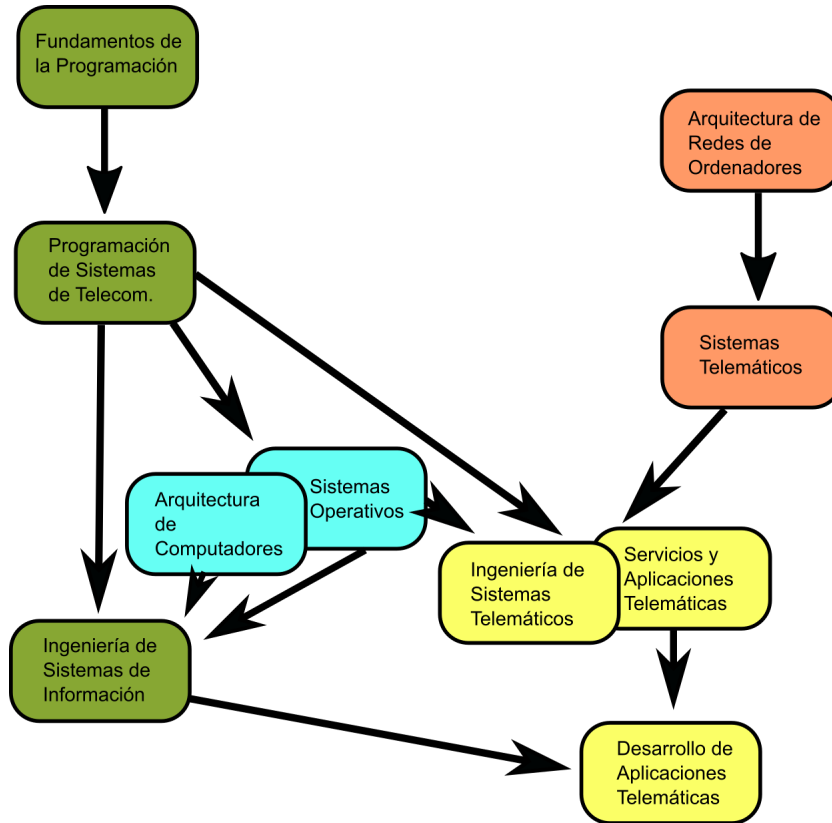 Fundamentos de
la Programación
Arquitectura de
Redes de
Ordenadores
Programación
de Sistemas
de Telecom.
Sistemas
Telemáticos
Sistemas
Operativos
Arquitectura
de
Computadores
Servicios y
Aplicaciones
Telemáticas
Ingeniería de
Sistemas
Telemáticos
Ingeniería de
Sistemas de
Información
Desarrollo de
Aplicaciones
Telemáticas